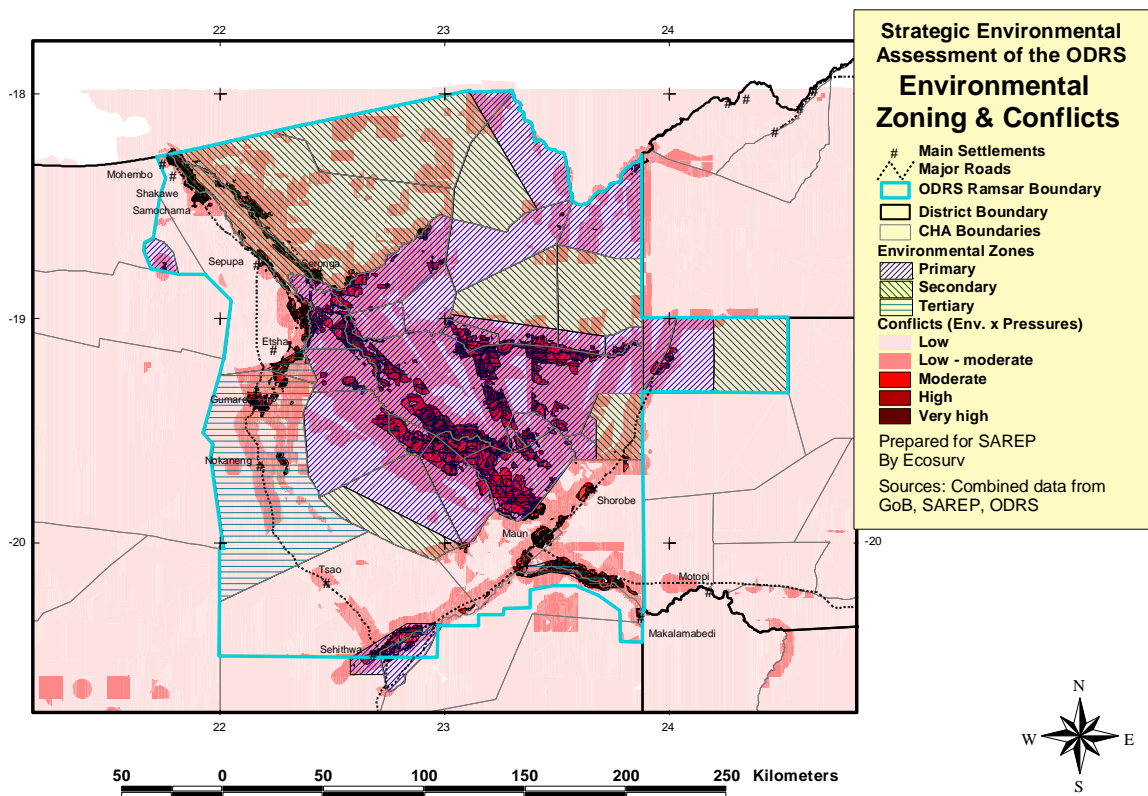 22
23
24
-18
-19
-20
-20
22
23
24
Mohembo
Shakawe
Samochama
Sepupa
Etsha
Nokaneng
Tsao
Sehithwa
Maun
Shorobe
Motopi
Makalamabedi
Strategic Environmental
Assessment of the ODRS
Environmental
Zoning & Conflicts
# Main Settlements
Major Roads
ODRS Ramsar Boundary
District Boundary
CHA Boundaries
Environmental Zones
Primary
Secondary
Tertiary
Conflicts (Env. x Pressures)
Low
Low - moderate
Moderate
High
Very high
Prepared for SAREP
By Ecosurv
Sources: Combined data from
GoB, SAREP, ODRS
N
W E
S
50 0 50 100 150 200 250 Kilometers